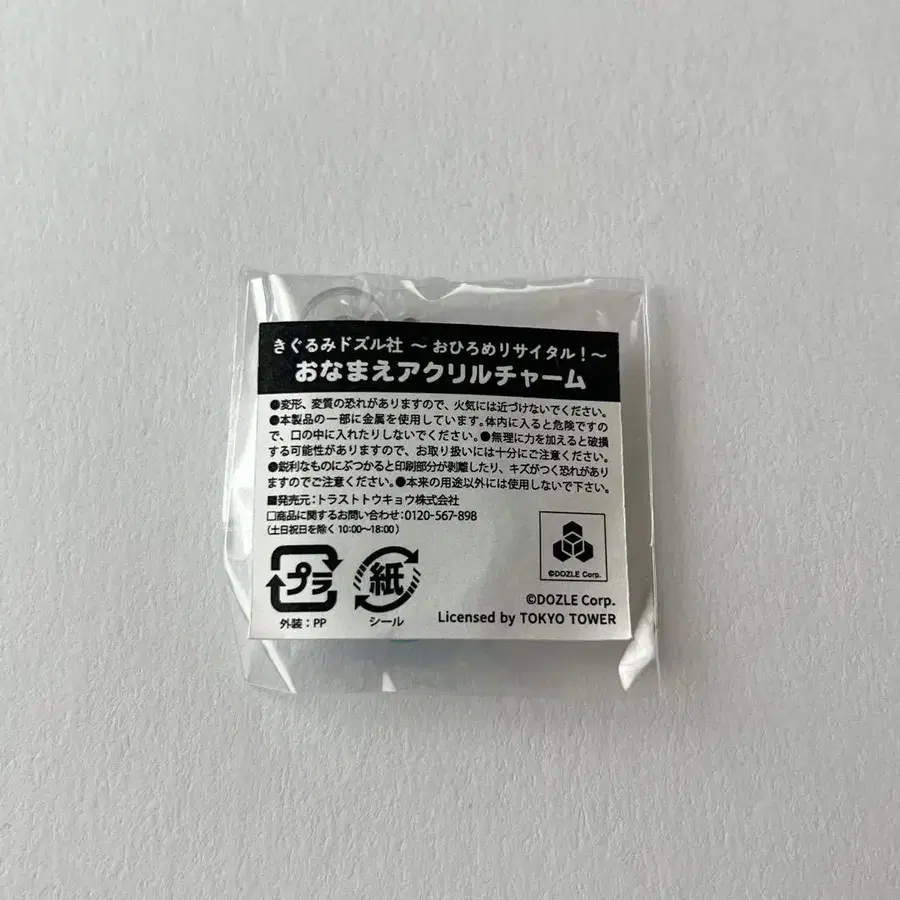 きぐるみドズル社 ～ おひろめリサイタル！～
おなまえアクリルチャーム
●変形、変質の恐れがありますので、火気には近づけないでください。
●本製品の一部に金属を使用しています。体内に入ると危険ですの
で、口の中に入れたりしないでください。●無理に力を加えると破損
する可能性がありますので、お取り扱いには十分にご注意ください。
●鋭利なものにぶつかると印刷部分が剥離したり、キズがつく恐れがあり
ますのでご注意ください。●本来の用途以外には使用しないで下さい。
■発売元：トラストトウキョウ株式会社
□商品に関するお問い合わせ：0120-567-898
（土日祝日を除く 10:00～18:00）
プラ
外装：PP
紙
シール
©DOZLE Corp.
©DOZLE Corp.
Licensed by TOKYO TOWER